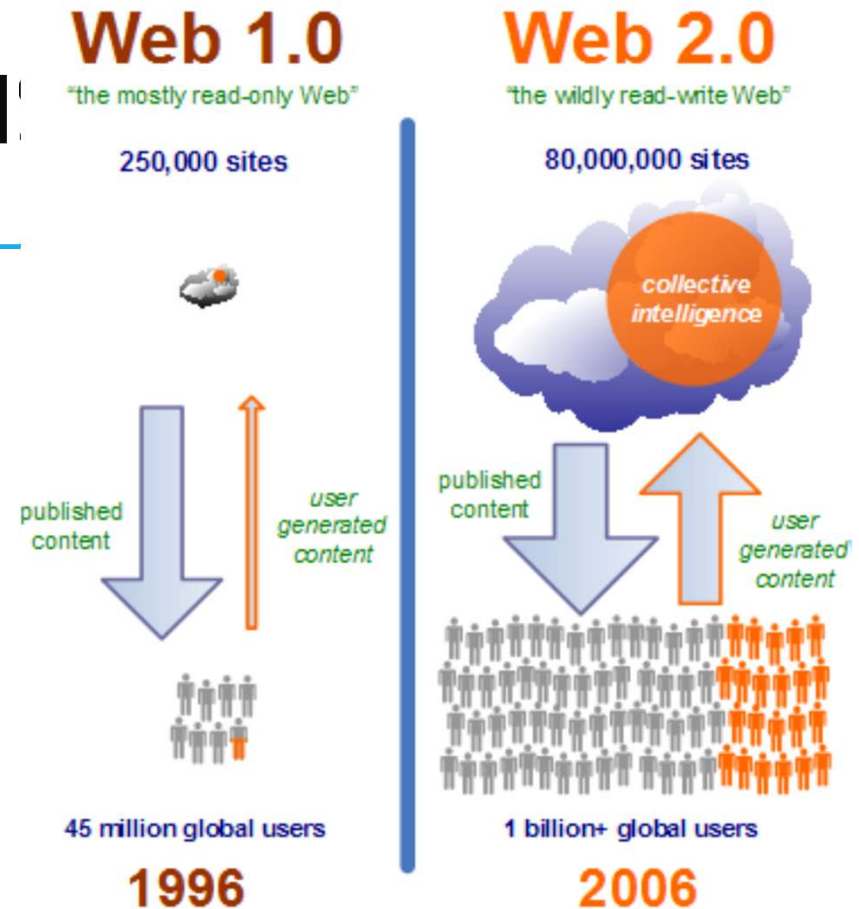 Web 1.0
"the mostly read-only Web"
250,000 sites
published
content
user
generated
content
45 million global users
1996
Web 2.0
"the wildly read-write Web"
80,000,000 sites
collective
intelligence
published
content
user
generated
content
1 billion+ global users
2006